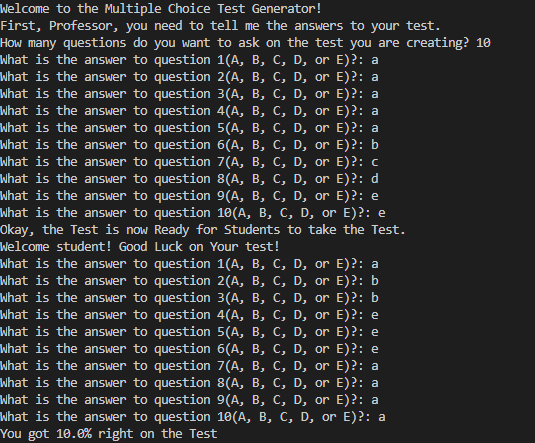 Welcome to the Multiple Choice Test Generator!
First, Professor, you need to tell me the answers to your test.
How many questions do you want to ask on the test you are creating? 10
What is the answer to question 1(A, B, C, D, or E)?: a
What is the answer to question 2(A, B, C, D, or E)?: a
What is the answer to question 3(A, B, C, D, or E)?: a
What is the answer to question 4(A, B, C, D, or E)?: a
What is the answer to question 5(A, B, C, D, or E)?: a
What is the answer to question 6(A, B, C, D, or E)?: b
What is the answer to question 7(A, B, C, D, or E)?: c
What is the answer to question 8(A, B, C, D, or E)?: d
What is the answer to question 9(A, B, C, D, or E)?: e
What is the answer to question 10(A, B, C, D, or E)?: e
Okay, the Test is now Ready for Students to take the Test.
Welcome student! Good Luck on Your test!
What is the answer to question 1(A, B, C, D, or E)?: a
What is the answer to question 2(A, B, C, D, or E)?: b
What is the answer to question 3(A, B, C, D, or E)?: b
What is the answer to question 4(A, B, C, D, or E)?: e
What is the answer to question 5(A, B, C, D, or E)?: e
What is the answer to question 6(A, B, C, D, or E)?: e
What is the answer to question 7(A, B, C, D, or E)?: a
What is the answer to question 8(A, B, C, D, or E)?: a
What is the answer to question 9(A, B, C, D, or E)?: a
What is the answer to question 10(A, B, C, D, or E)?: a
You got 10.0% right on the Test